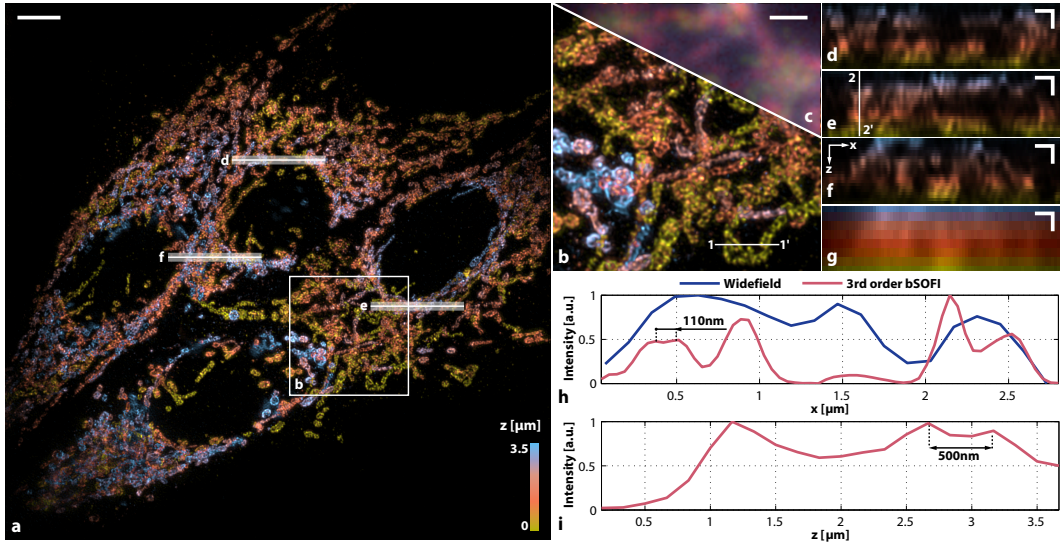 d
f
e
b
z [μm]
3.5
0
a
c
b
1
1'
d
2
e
2'
x
z
f
g
Widefield
3rd order bSOFI
Intensity [a.u.]
1
0.5
0
110nm
0.5
1
1.5
2
2.5
h
x [μm]
Intensity [a.u.]
1
0.5
0
500nm
0.5
1
1.5
2
2.5
3
3.5
i
z [μm]